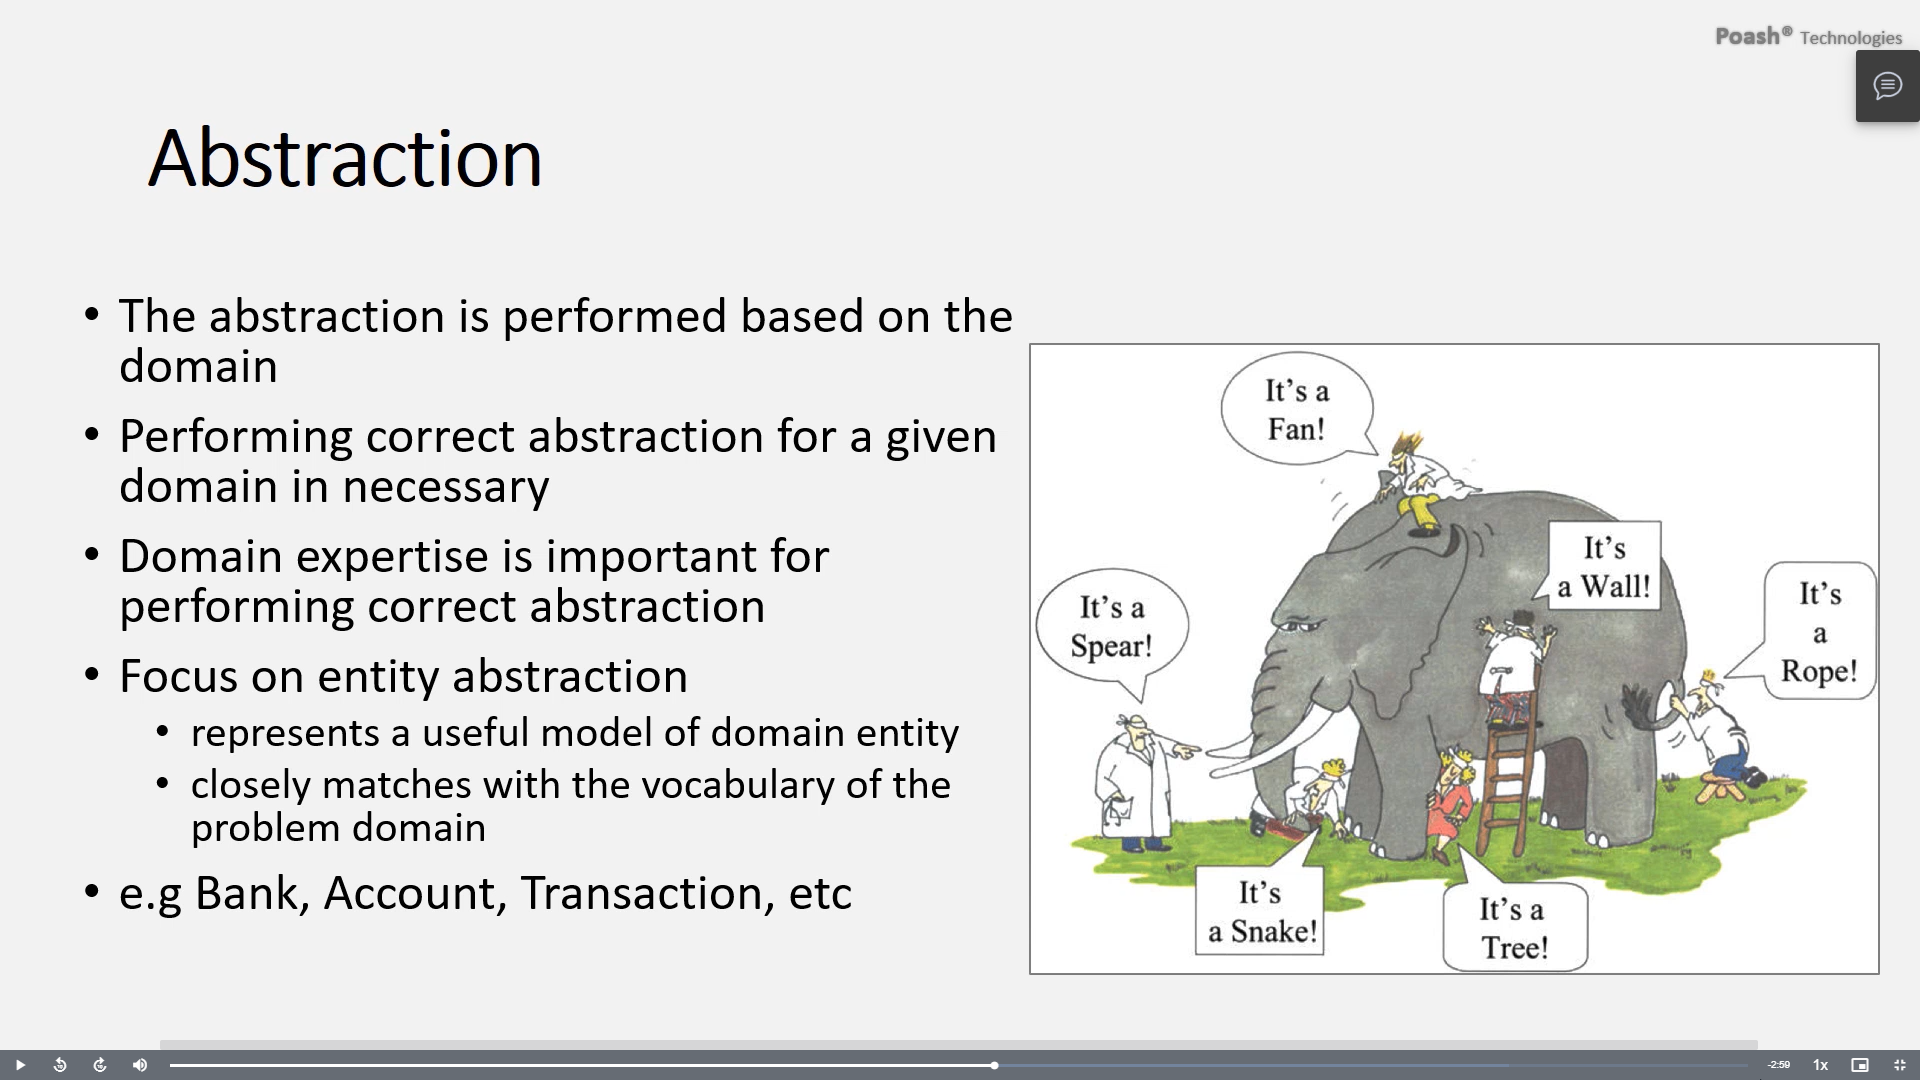 Poash® Technologies
Abstraction
• The abstraction is performed based on the
domain
• Performing correct abstraction for a given
domain in necessary
• Domain expertise is important for
performing correct abstraction
• Focus on entity abstraction
• represents a useful model of domain entity
• closely matches with the vocabulary of the
problem domain
• e.g Bank, Account, Transaction, etc
It's a
Fan!
It's
a Wall!
It's a
Spear!
It's
a
Rope!
It's
a Snake!
It's a
Tree!
-2:59
1x